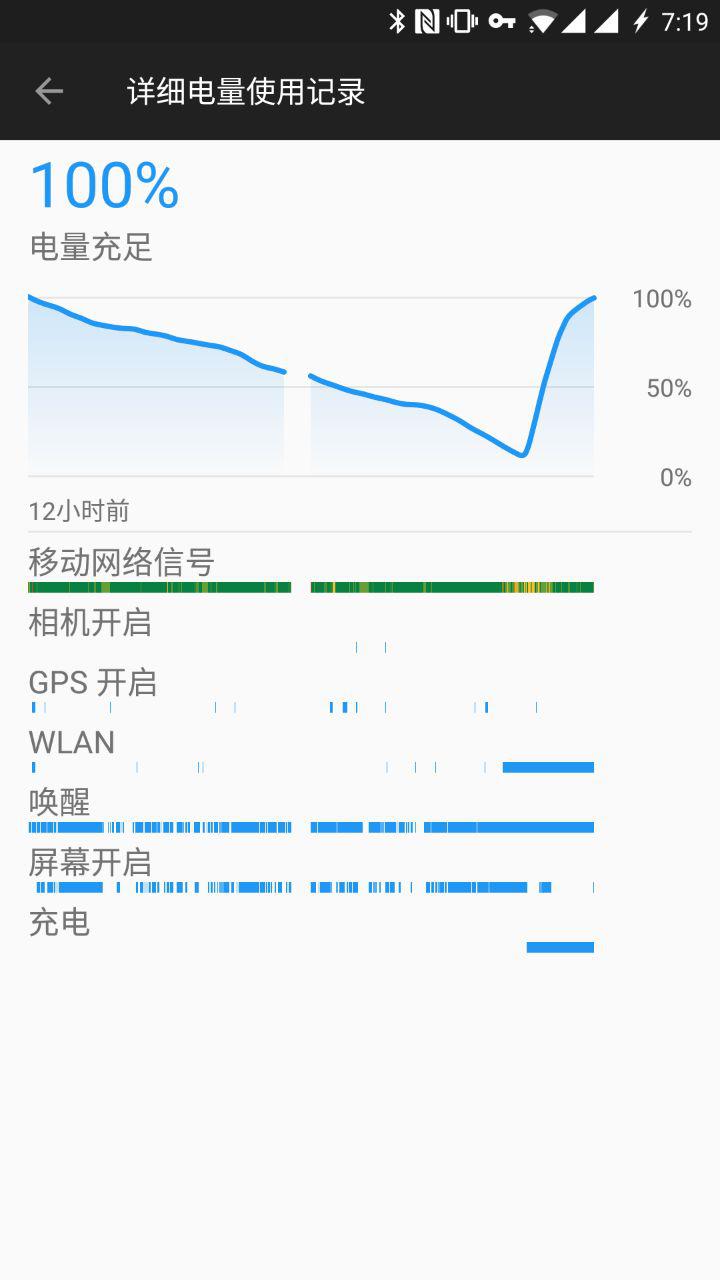 7:19
详细电量使用记录
100%
电量充足
100%
50%
0%
12小时前
移动网络信号
相机开启
GPS 开启
WLAN
唤醒
屏幕开启
充电